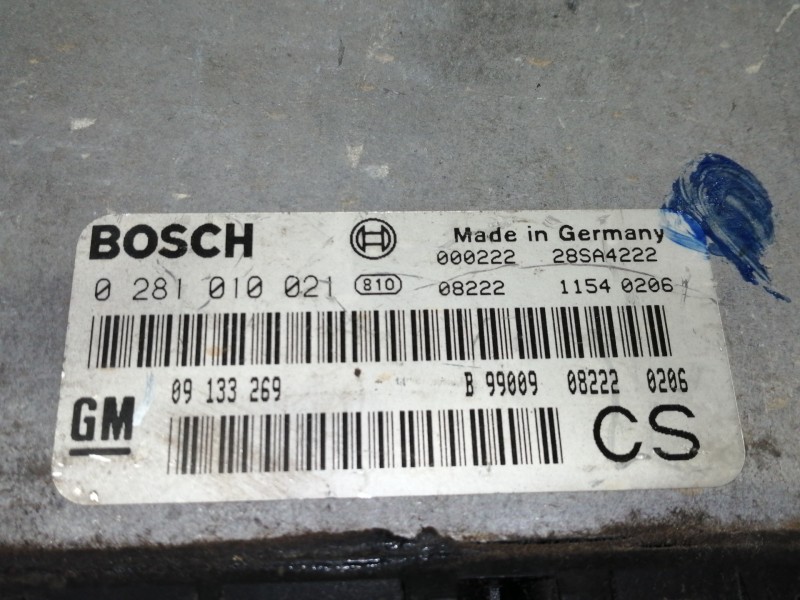 BOSCH Made in Germany
000222 28SA4222
0 281 010 021 810 08222 1154 0206
09 133 269 B 99009 08222 0206
GM CS